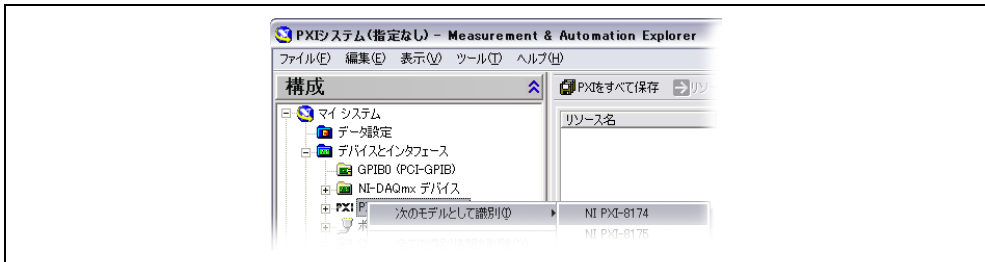 PXIシステム(指定なし) - Measurement & Automation Explorer
ファイル(F) 編集(E) 表示(V) ツール(T) ヘルプ(H)
構成
PXIをすべて保存
マイ システム
リソース名
データ設定
デバイスとインタフェース
GPIB0 (PCI-GPIB)
NI-DAQmx デバイス
PXI
次のモデルとして識別(I)
NI PXI-8174
NI PXI-8175